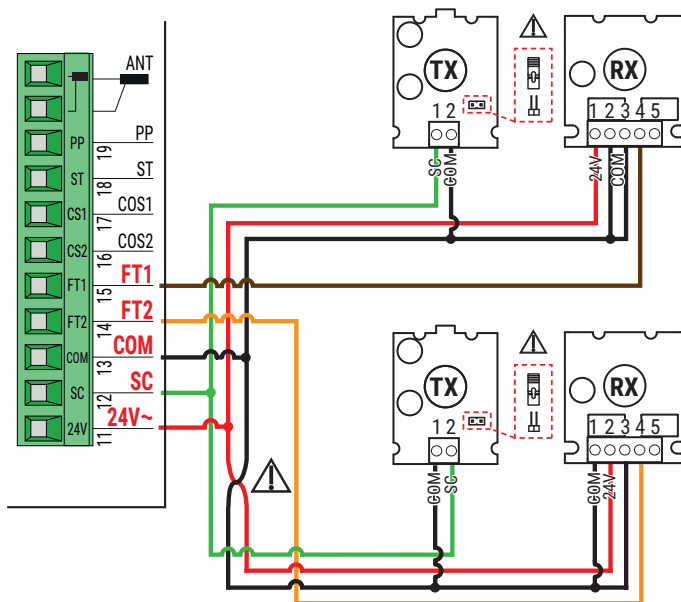 ANT
PP 19 PP
ST 18 ST
CS1 17 COS1
CS2 16 COS2
FT1 15 FT1
FT2 14 FT2
COM 13 COM
SC 12 SC
24V 11 24V~
TX
1 2
SC
COM
RX
1 2 3 4 5
24V
COM
TX
1 2
COM
SC
RX
1 2 3 4 5
COM
24V